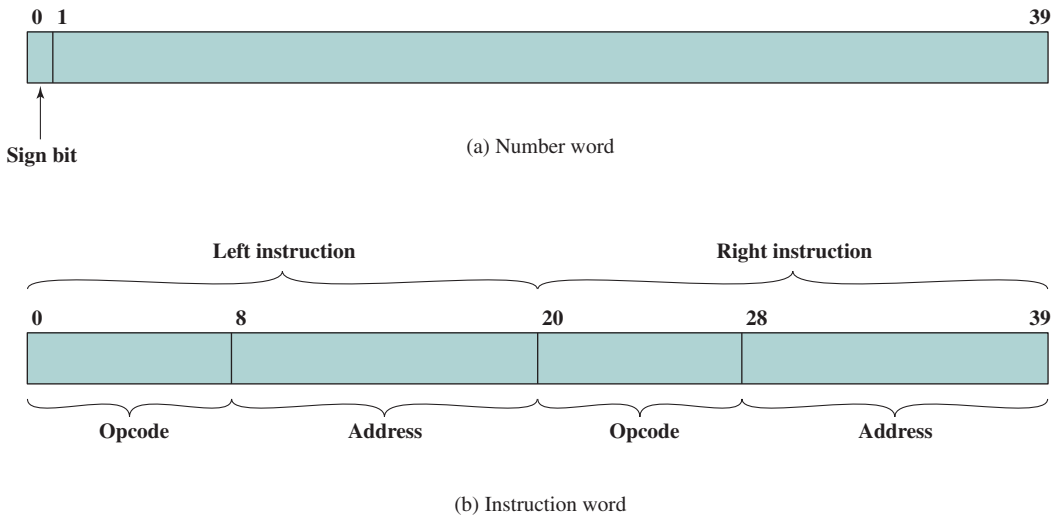 0 1 39
Sign bit
(a) Number word
Left instruction Right instruction
0 8 20 28 39
Opcode Address Opcode Address
(b) Instruction word